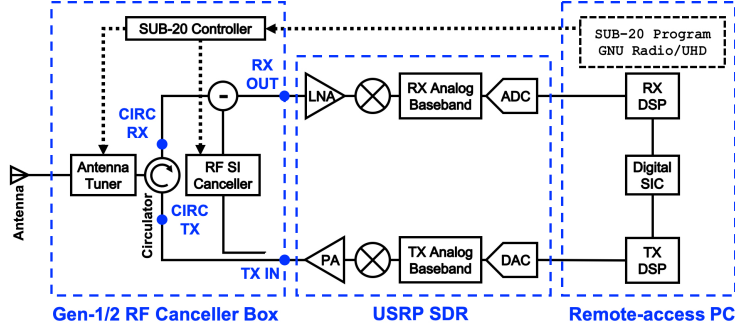 SUB-20 Controller
SUB-20 Program
GNU Radio/UHD
RX
OUT
CIRC
RX
LNA
RX Analog
Baseband
ADC
RX
DSP
Antenna
Antenna
Tuner
Circulator
RF SI
Canceller
Digital
SIC
CIRC
TX
TX IN
PA
TX Analog
Baseband
DAC
TX
DSP
Gen-1/2 RF Canceller Box
USRP SDR
Remote-access PC